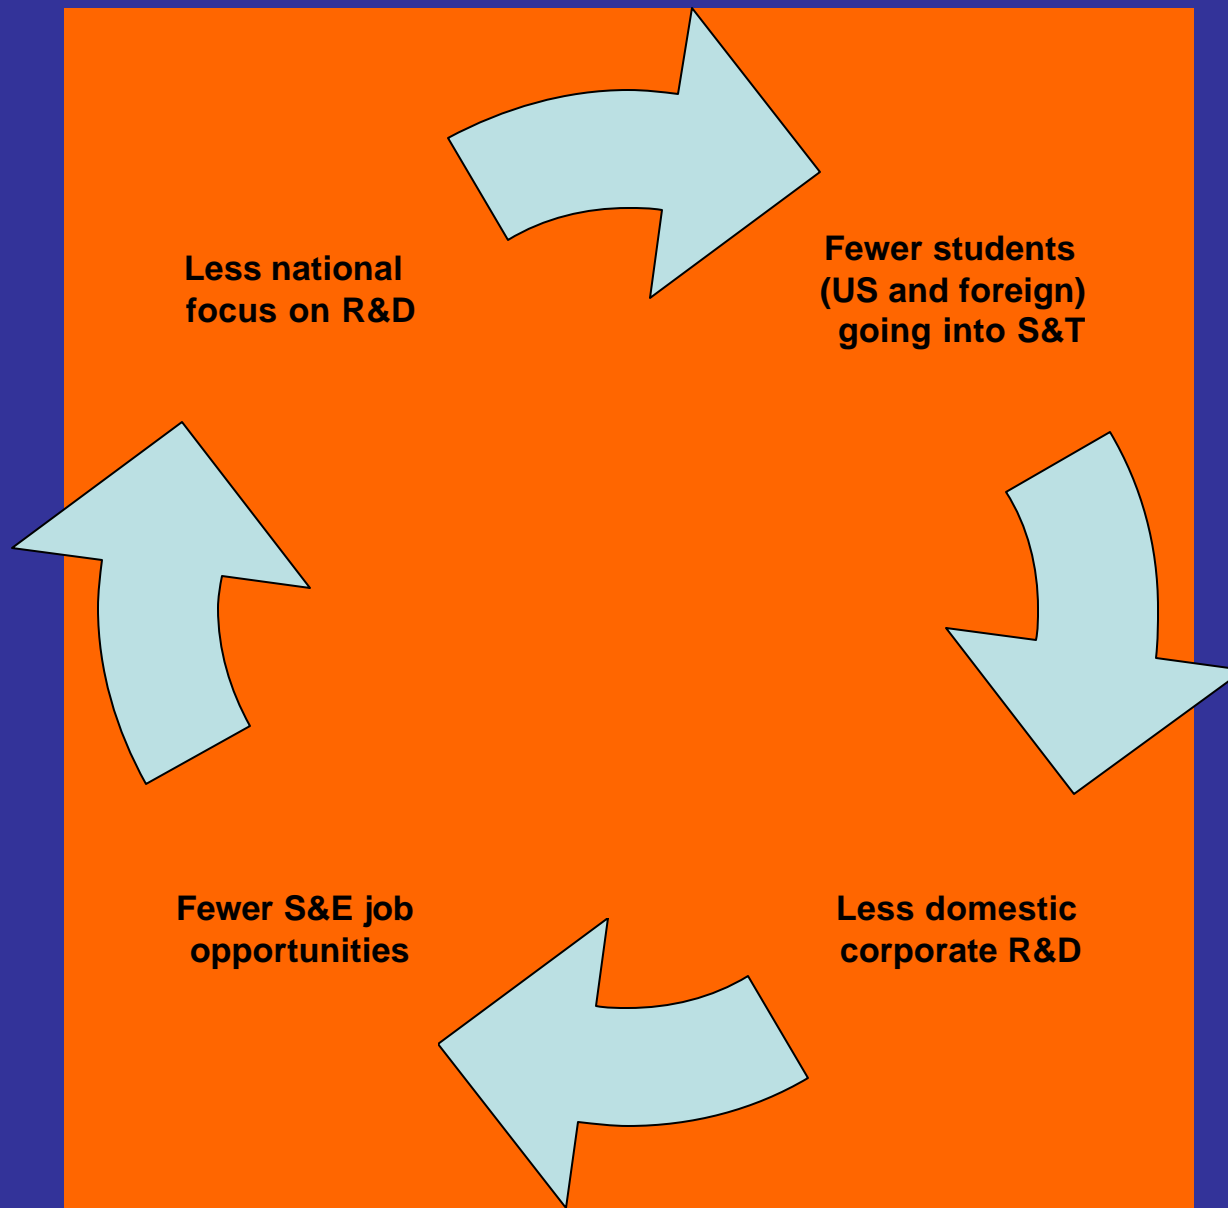 Less national
focus on R&D
Fewer students
(US and foreign)
going into S&T
Fewer S&E job
opportunities
Less domestic
corporate R&D